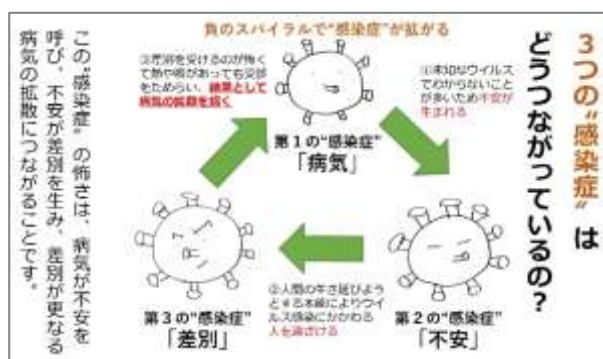 3つの“感染症”は
どうつながっているの？
負のスパイラルで“感染症”が拡がる
①未知なウイルス
でわからないこと
が多いため不安が
生まれる
第1の“感染症”
「病気」
②人間の生き延びよう
とする本能によりウイ
ルス感染にかかわる
人を遠ざける
第2の“感染症”
「不安」
③差別を受けるのが怖く
て熱や咳があっても受診
をためらい、結果として
病気の拡散を招く
第3の“感染症”
「差別」
この“感染症”の怖さは、病気が不安を
呼び、不安が差別を生み、差別が更なる
病気の拡散につながることです。